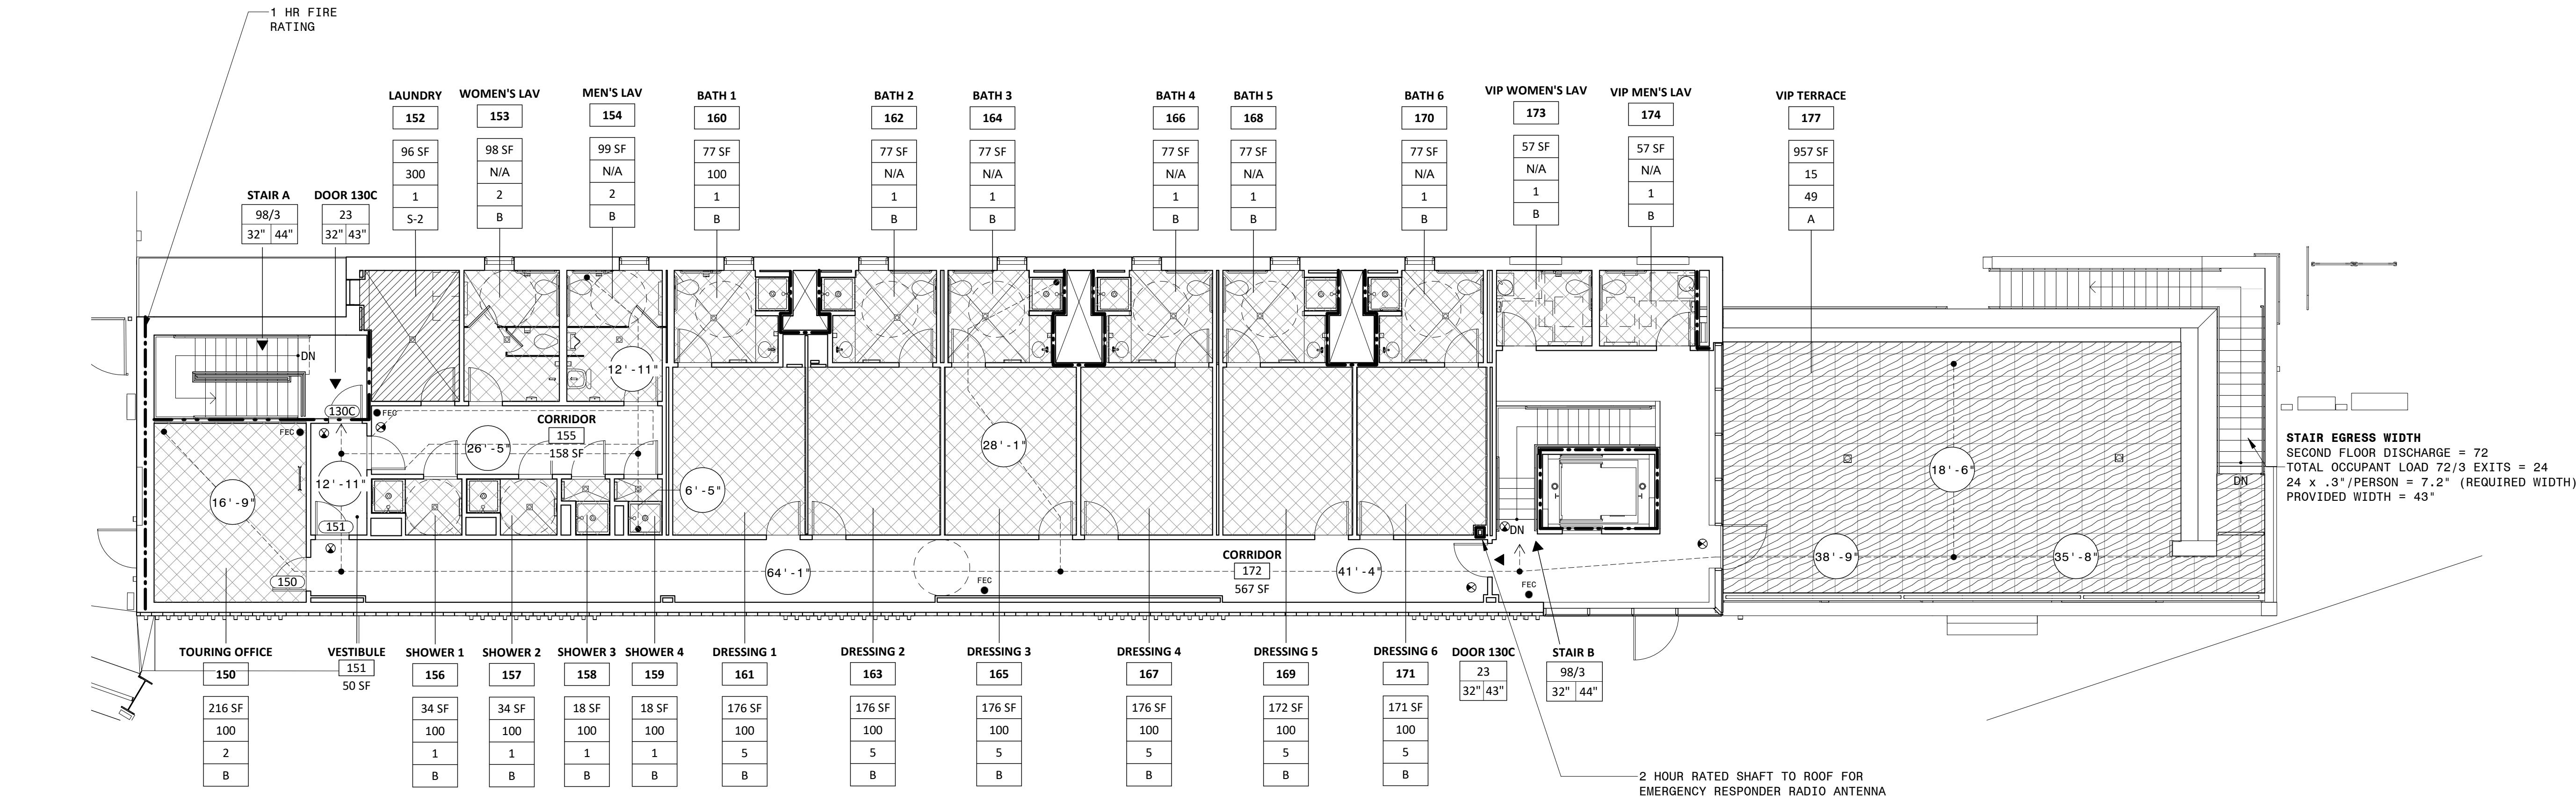 1 HR FIRE
RATING
LAUNDRY
152
96 SF
300
1
S-2
WOMEN'S LAV
153
98 SF
N/A
2
B
MEN'S LAV
154
99 SF
N/A
2
B
BATH 1
160
77 SF
100
1
B
BATH 2
162
77 SF
N/A
1
B
BATH 3
164
77 SF
N/A
1
B
BATH 4
166
77 SF
N/A
1
B
BATH 5
168
77 SF
N/A
1
B
BATH 6
170
77 SF
N/A
1
B
VIP WOMEN'S LAV
173
57 SF
N/A
1
B
VIP MEN'S LAV
174
57 SF
N/A
1
B
VIP TERRACE
177
957 SF
15
49
A
STAIR A
98/3
32" 44"
DOOR 130C
23
32" 43"
DN
130C
FEC
FEC
12'-11"
CORRIDOR
155
158 SF
26'-5"
28'-1"
16'-9"
12'-11"
6'-5"
151
150
64'-1"
FEC
CORRIDOR
172
567 SF
41'-4"
DN
FEC
18'-6"
38'-9"
35'-8"
DN
STAIR EGRESS WIDTH
SECOND FLOOR DISCHARGE = 72
TOTAL OCCUPANT LOAD 72/3 EXITS = 24
24 x .3"/PERSON = 7.2" (REQUIRED WIDTH)
PROVIDED WIDTH = 43"
TOURING OFFICE
150
216 SF
100
2
B
VESTIBULE
151
50 SF
SHOWER 1
156
34 SF
100
1
B
SHOWER 2
157
34 SF
100
1
B
SHOWER 3
158
18 SF
100
1
B
SHOWER 4
159
18 SF
100
1
B
DRESSING 1
161
176 SF
100
5
B
DRESSING 2
163
176 SF
100
5
B
DRESSING 3
165
176 SF
100
5
B
DRESSING 4
167
176 SF
100
5
B
DRESSING 5
169
172 SF
100
5
B
DRESSING 6
171
171 SF
100
5
B
DOOR 130C
23
32" 43"
STAIR B
98/3
32" 44"
2 HOUR RATED SHAFT TO ROOF FOR
EMERGENCY RESPONDER RADIO ANTENNA